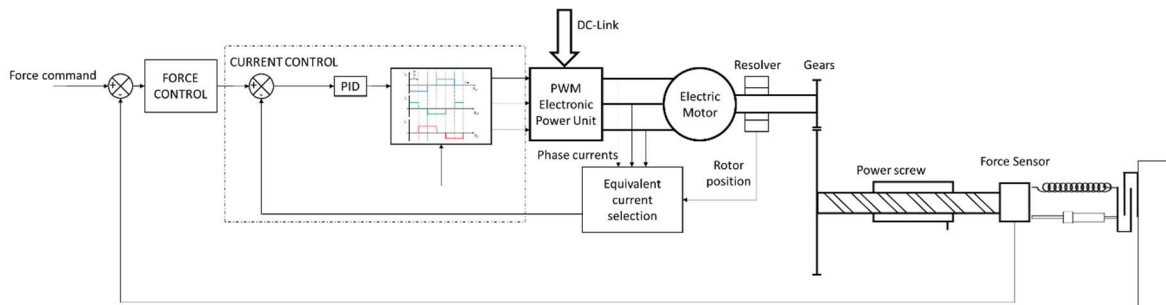 DC-Link
Force command
FORCE
CONTROL
CURRENT CONTROL
PID
PWM
Electronic
Power Unit
Electric
Motor
Resolver
Gears
Phase currents
Equivalent
current
selection
Rotor
position
Power screw
Force Sensor